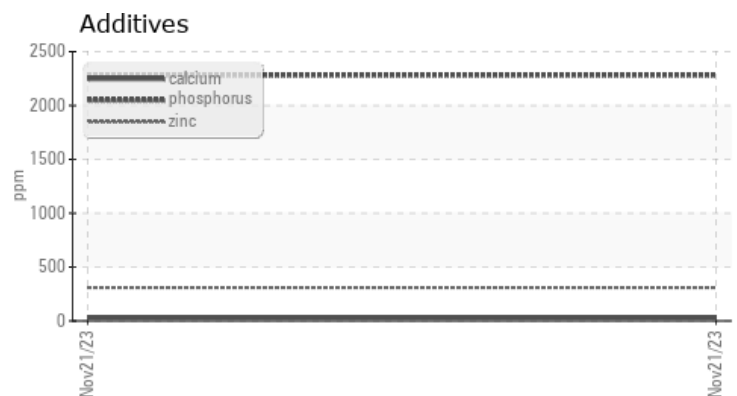 Additives
2500
2000
1500
1000
500
0
ppm
calcium
phosphorus
zinc
Nov21/23
Nov21/23